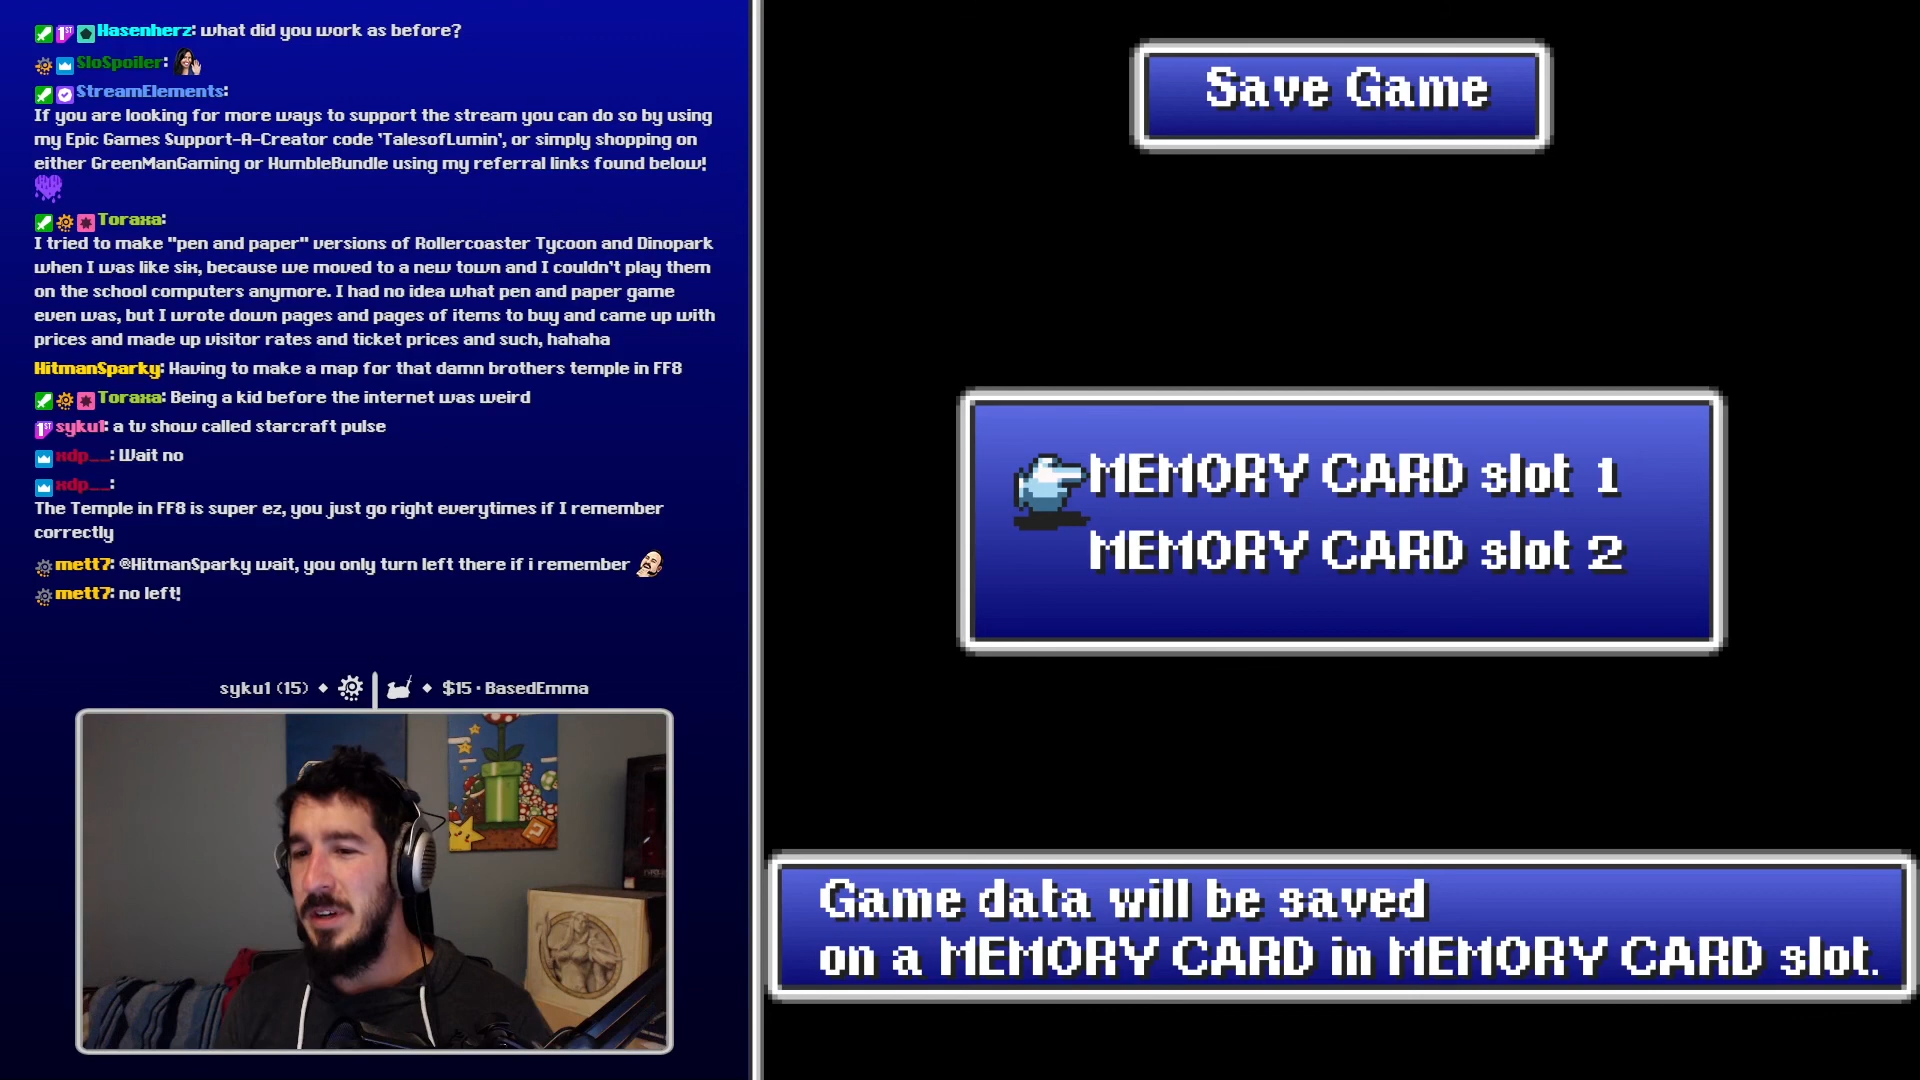 Hasenherz: what did you work as before?
SloSpoiler:
StreamElements:
If you are looking for more ways to support the stream you can do so by using
my Epic Games Support-A-Creator code 'TalesofLumin', or simply shopping on
either GreenManGaming or HumbleBundle using my referral links found below!
Toraxa:
I tried to make "pen and paper" versions of Rollercoaster Tycoon and Dinopark
when I was like six, because we moved to a new town and I couldn't play them
on the school computers anymore. I had no idea what pen and paper game
even was, but I wrote down pages and pages of items to buy and came up with
prices and made up visitor rates and ticket prices and such, hahaha
HitmanSparky: Having to make a map for that damn brothers temple in FF8
Toraxa: Being a kid before the internet was weird
syku1: a tv show called starcraft pulse
xdp__: Wait no
xdp__:
The Temple in FF8 is super ez, you just go right everytimes if I remember
correctly
mett7: @HitmanSparky wait, you only turn left there if i remember
mett7: no left!
syku1 (15)
$15 · BasedEmma
Save Game
MEMORY CARD slot 1
MEMORY CARD slot 2
Game data will be saved
on a MEMORY CARD in MEMORY CARD slot.